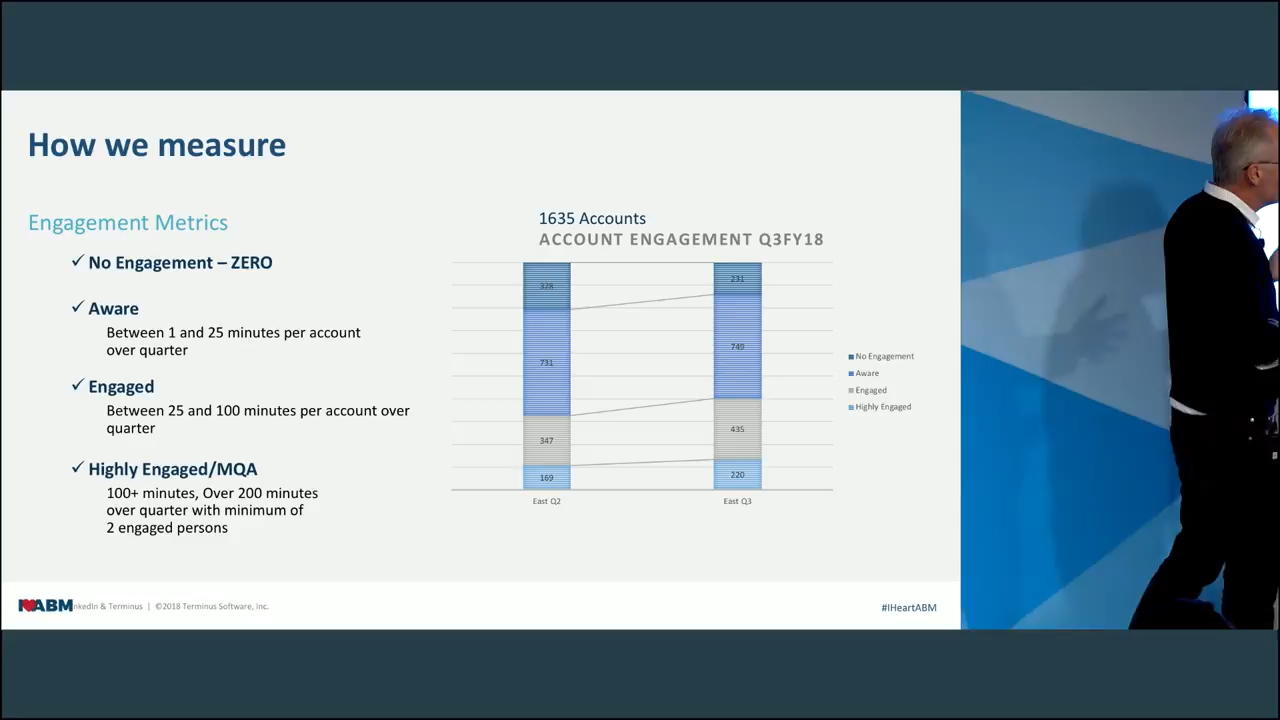 How we measure
Engagement Metrics
✓ No Engagement – ZERO
✓ Aware
Between 1 and 25 minutes per account
over quarter
✓ Engaged
Between 25 and 100 minutes per account over
quarter
✓ Highly Engaged/MQA
100+ minutes, Over 200 minutes
over quarter with minimum of
2 engaged persons
1635 Accounts
ACCOUNT ENGAGEMENT Q3FY18
328 231
731 749
347 435
169 220
East Q2 East Q3
No Engagement
Aware
Engaged
Highly Engaged
I ABM nkedIn & Terminus | ©2018 Terminus Software, Inc.
#IHeartABM